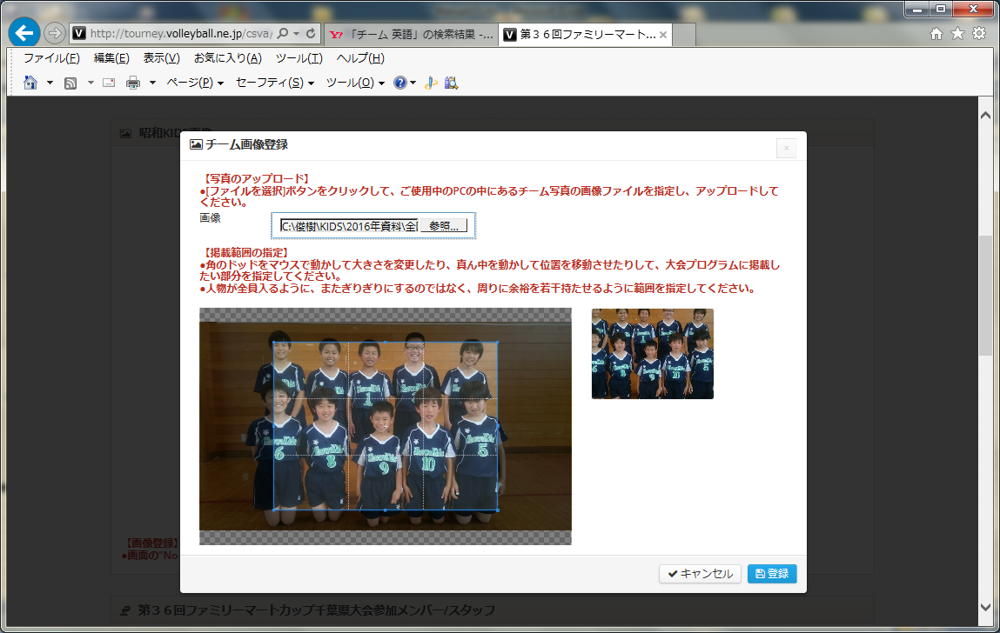 http://tourney.volleyball.ne.jp/csva/
「チーム 英語」の検索結果 -...
第３６回ファミリーマート...
ファイル(F) 編集(E) 表示(V) お気に入り(A) ツール(T) ヘルプ(H)
ページ(P) セーフティ(S) ツール(O)
昭和KIDS画像
チーム画像登録
【写真のアップロード】
●[ファイルを選択]ボタンをクリックして、ご使用中のPCの中にあるチーム写真の画像ファイルを指定し、アップロードして
ください。
画像
C:\俊樹\KIDS\2016年資料\全
参照...
【掲載範囲の指定】
●角のドッドをマウスで動かして大きさを変更したり、真ん中を動かして位置を移動させたりして、大会プログラムに掲載し
たい部分を指定してください。
●人物が全員入るように、またぎりぎりにするのではなく、周りに余裕を若干持たせるように範囲を指定してください。
1
6
8
9
10
5
【画像登録】
●画面の"No
キャンセル
登録
第３６回ファミリーマートカップ千葉県大会参加メンバー/スタッフ